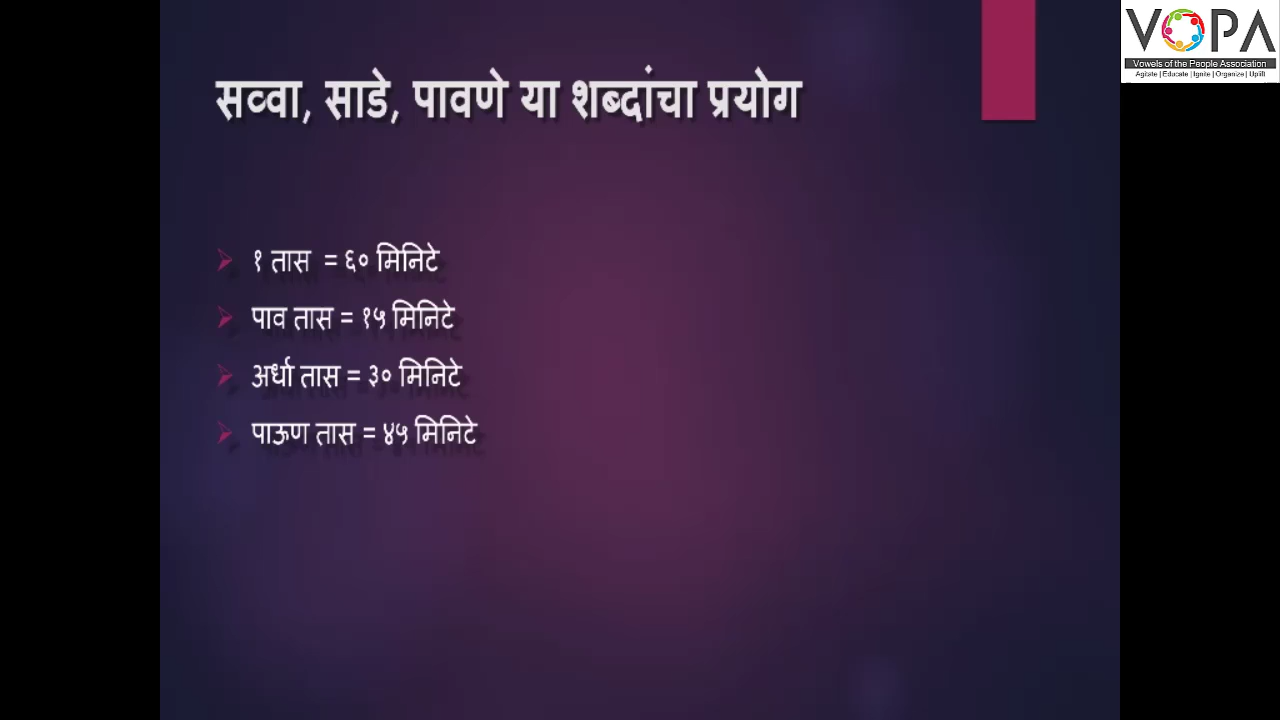 VOPA
Vowels of the People Association
Agitate | Educate | Ignite | Organize | Uplift
सव्वा, साडे, पावणे या शब्दांचा प्रयोग
१ तास = ६० मिनिटे
पाव तास = १५ मिनिटे
अर्धा तास = ३० मिनिटे
पाऊण तास = ४५ मिनिटे